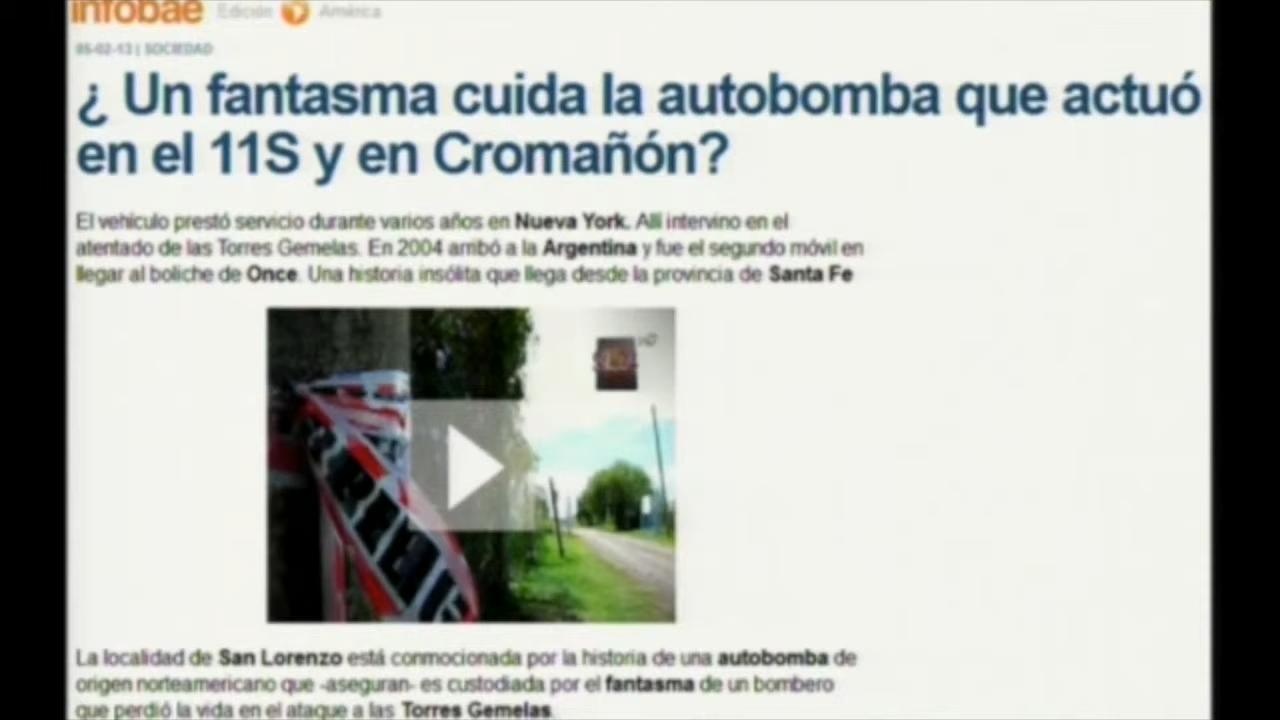 infobae Edición América
05-02-13 | SOCIEDAD
¿ Un fantasma cuida la autobomba que actuó
en el 11S y en Cromañón?
El vehículo prestó servicio durante varios años en Nueva York. Allí intervino en el
atentado de las Torres Gemelas. En 2004 arribó a la Argentina y fue el segundo móvil en
llegar al boliche de Once. Una historia insólita que llega desde la provincia de Santa Fe
La localidad de San Lorenzo está conmocionada por la historia de una autobomba de
origen norteamericano que -aseguran- es custodiada por el fantasma de un bombero
que perdió la vida en el ataque a las Torres Gemelas.